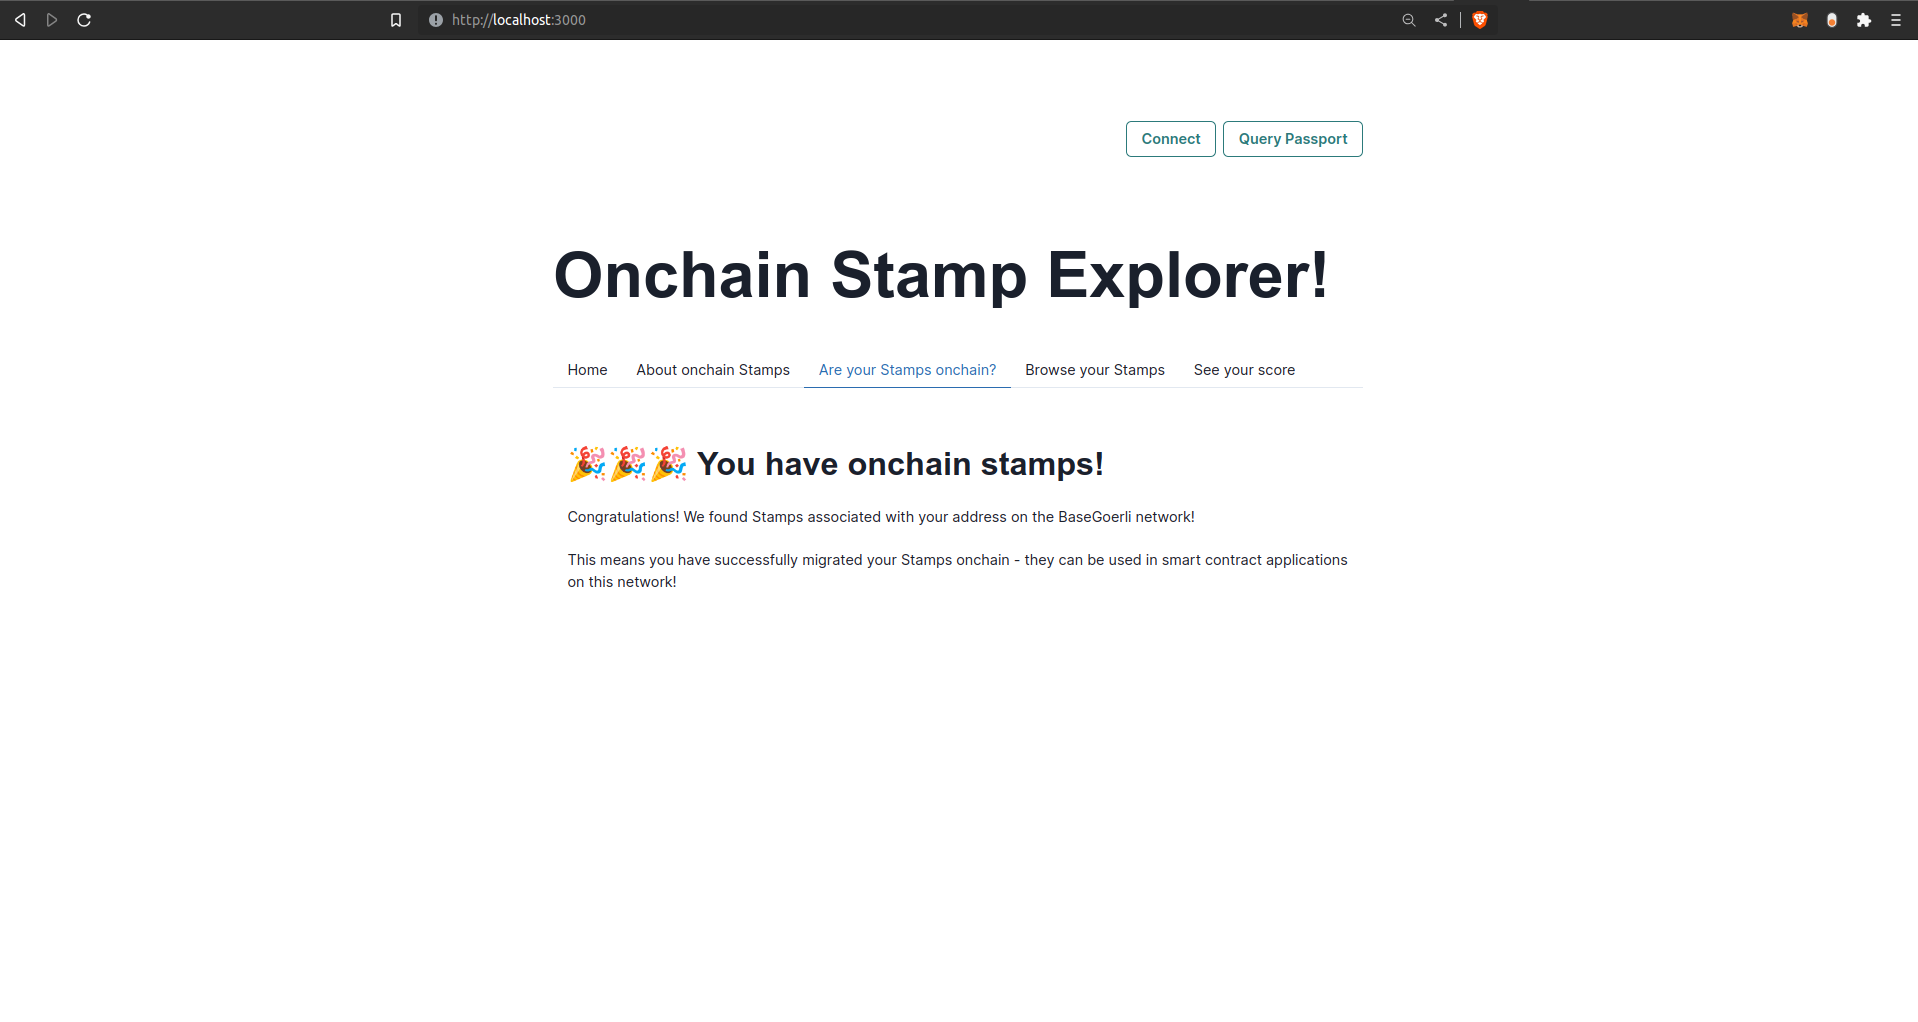 http://localhost:3000
Connect
Query Passport
Onchain Stamp Explorer!
Home
About onchain Stamps
Are your Stamps onchain?
Browse your Stamps
See your score
🎉🎉🎉 You have onchain stamps!
Congratulations! We found Stamps associated with your address on the BaseGoerli network!
This means you have successfully migrated your Stamps onchain - they can be used in smart contract applications
on this network!